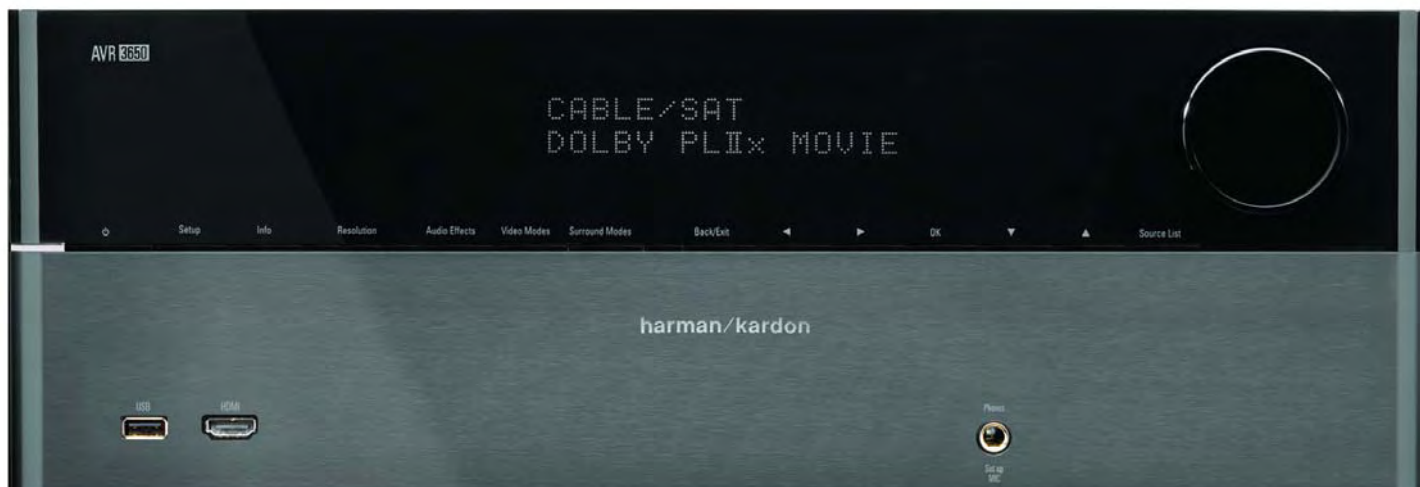 AVR 3650
CABLE/SAT
DOLBY PLⅡx MOVIE
Setup Info Resolution Audio Effects Video Modes Surround Modes Back/Exit ◄ ► OK ▼ ▲ Source List
harman/kardon
USB HDMI Phones
Set up
MIC